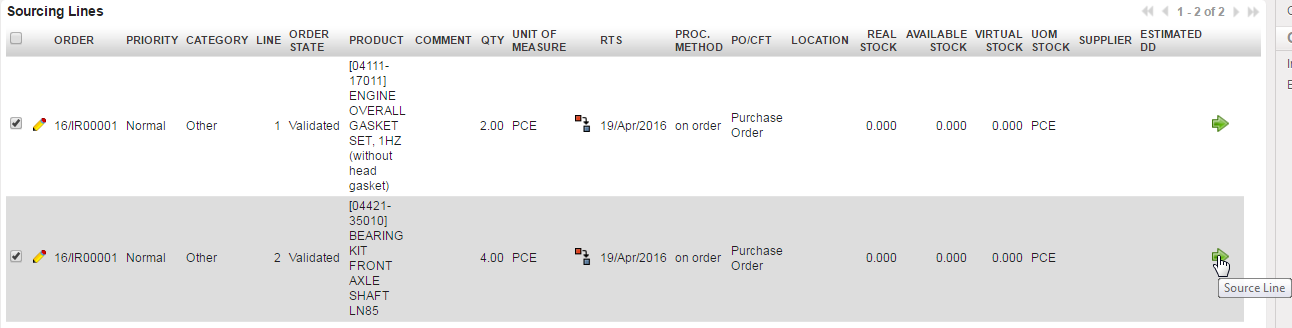 Sourcing Lines
1 - 2 of 2
ORDER PRIORITY CATEGORY LINE ORDER STATE PRODUCT COMMENT QTY UNIT OF MEASURE RTS PROC. METHOD PO/CFT LOCATION REAL STOCK AVAILABLE STOCK VIRTUAL STOCK UOM STOCK SUPPLIER ESTIMATED DD
16/IR00001 Normal Other 1 Validated
[04111-
17011]
ENGINE
OVERALL
GASKET
SET, 1HZ
(without
head
gasket)
2.00 PCE 19/Apr/2016 on order Purchase Order 0.000 0.000 0.000 PCE
16/IR00001 Normal Other 2 Validated
[04421-
35010]
BEARING
KIT
FRONT
AXLE
SHAFT
LN85
4.00 PCE 19/Apr/2016 on order Purchase Order 0.000 0.000 0.000 PCE
Source Line